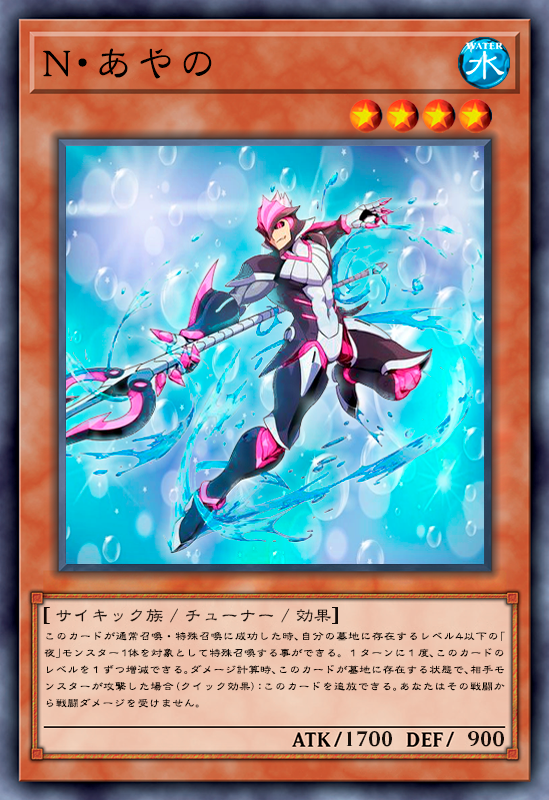 N・あやの
WATER
水
[ サイキック族 / チューナー / 効果 ]
このカードが通常召喚・特殊召喚に成功した時、自分の墓地に存在するレベル4以下の「
夜」モンスター1体を対象として特殊召喚する事ができる。1ターンに1度、このカードの
レベルを1ずつ増減できる。ダメージ計算時、このカードが墓地に存在する状態で、相手モ
ンスターが攻撃した場合(クイック効果):このカードを追放できる。あなたはその戦闘か
ら戦闘ダメージを受けません。
ATK/1700 DEF/ 900